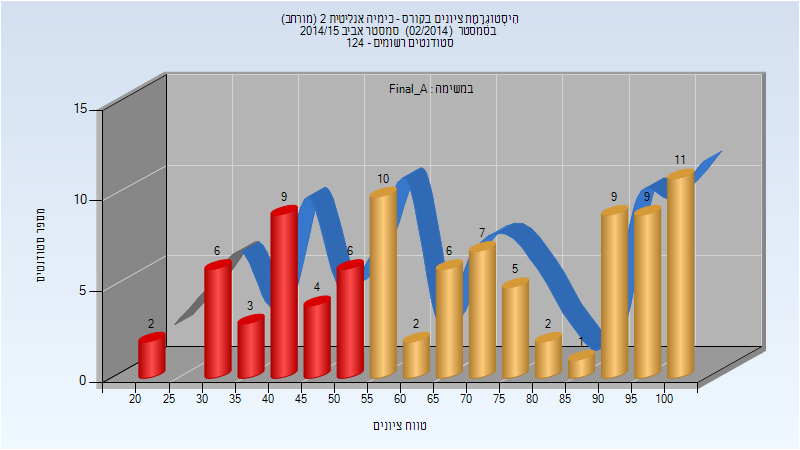 היסטוגרמת ציונים בקורס - כימיה אנליטית 2 (מורחב)
בסמסטר (02/2014) סמסטר אביב 2014/15
סטודנטים רשומים - 124
במשימה : Final_A
מספר סטודנטים
15
10
5
0
2
6
3
9
4
6
10
2
6
7
5
2
1
9
9
11
20 25 30 35 40 45 50 55 60 65 70 75 80 85 90 95 100
טווח ציונים